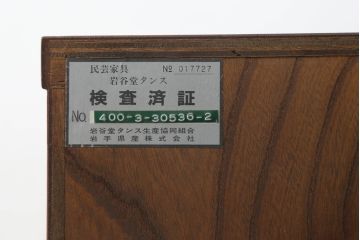 民芸家具 № 017727
岩谷堂タンス
検査済証
No. 400-3-30536-2
岩谷堂タンス生産協同組合
岩手県産株式会社